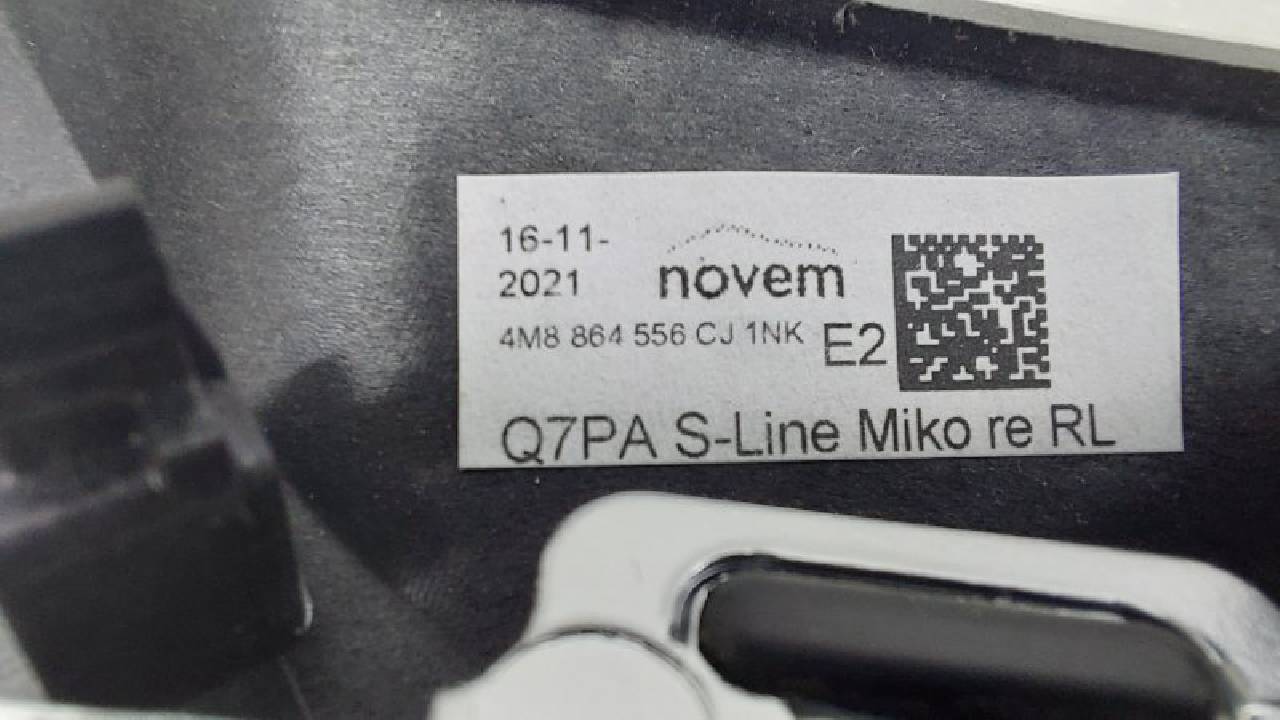 16-11-
2021
novem
4M8 864 556 CJ 1NK
E2
Q7PA S-Line Miko re RL